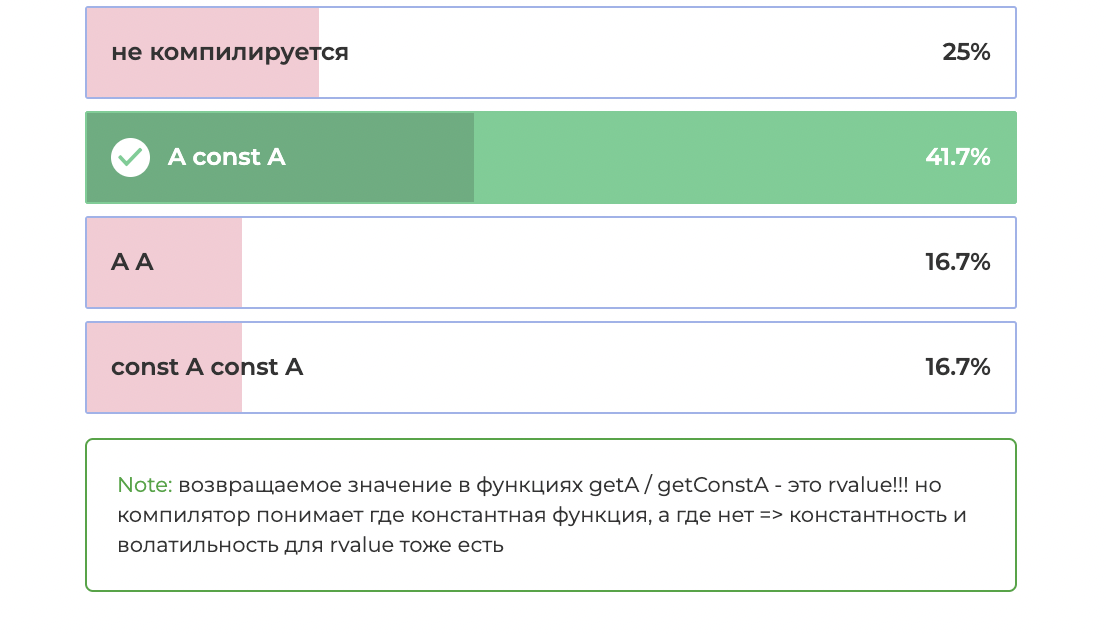 не компилируется
25%
A const A
41.7%
A A
16.7%
const A const A
16.7%
Note: возвращаемое значение в функциях getA / getConstA - это rvalue!!! но
компилятор понимает где константная функция, а где нет => константность и
волатильность для rvalue тоже есть